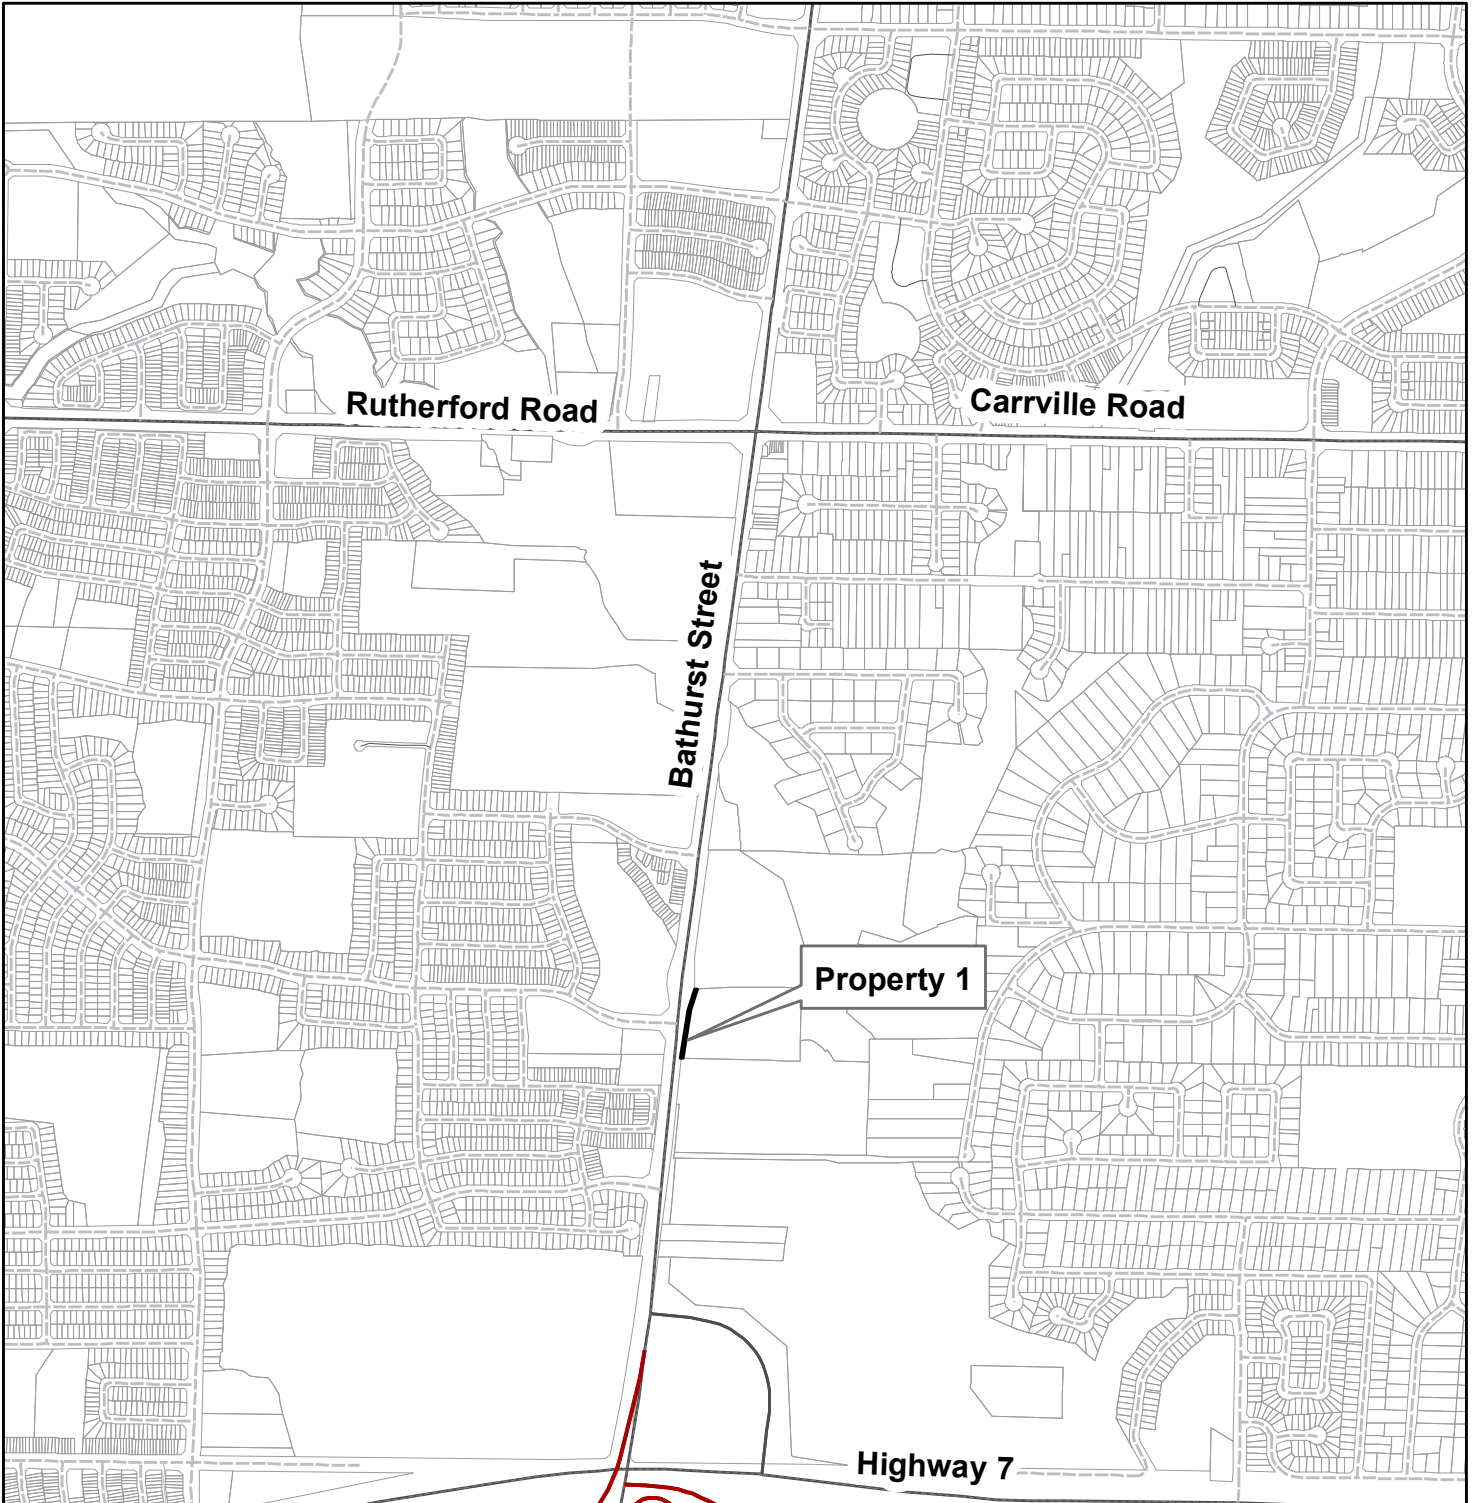 Rutherford Road
Carrville Road
Bathurst Street
Property 1
Highway 7